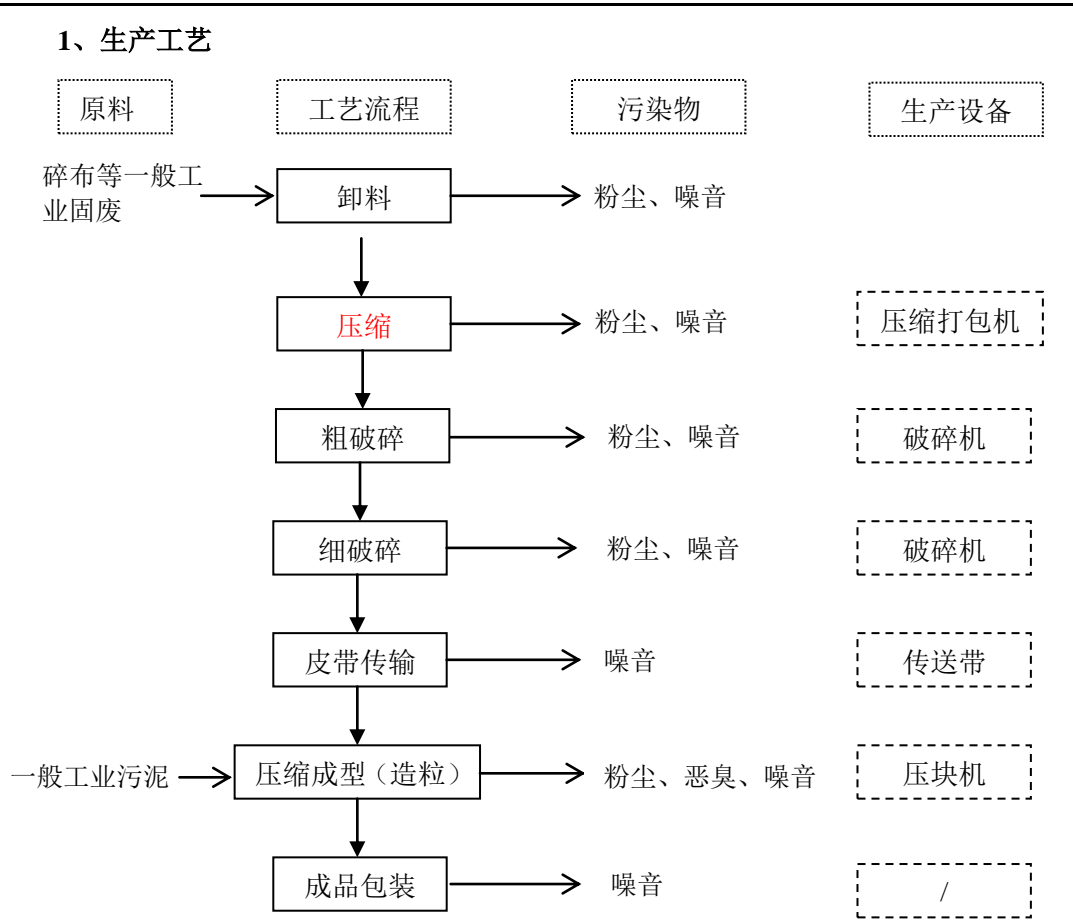 1、生产工艺
原料 工艺流程 污染物 生产设备
碎布等一般工
业固废
卸料 粉尘、噪音
压缩 粉尘、噪音 压缩打包机
粗破碎 粉尘、噪音 破碎机
细破碎 粉尘、噪音 破碎机
皮带传输 噪音 传送带
一般工业污泥 压缩成型（造粒） 粉尘、恶臭、噪音 压块机
成品包装 噪音 /